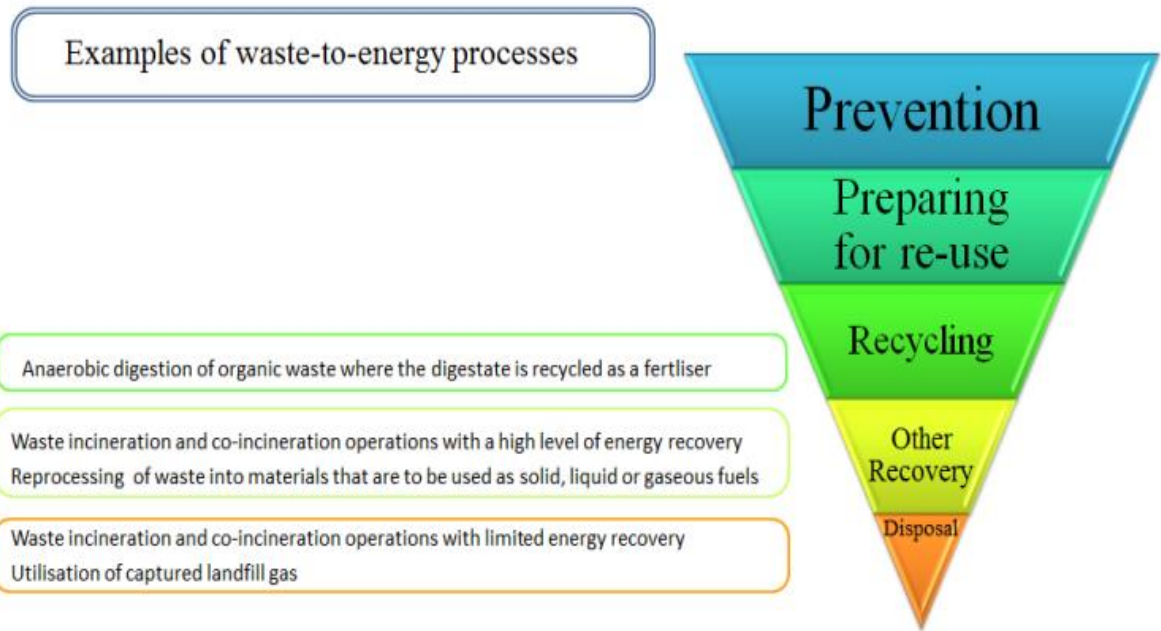 Examples of waste-to-energy processes
Prevention
Preparing
for re-use
Recycling
Anaerobic digestion of organic waste where the digestate is recycled as a fertliser
Other
Recovery
Waste incineration and co-incineration operations with a high level of energy recovery
Reprocessing of waste into materials that are to be used as solid, liquid or gaseous fuels
Disposal
Waste incineration and co-incineration operations with limited energy recovery
Utilisation of captured landfill gas